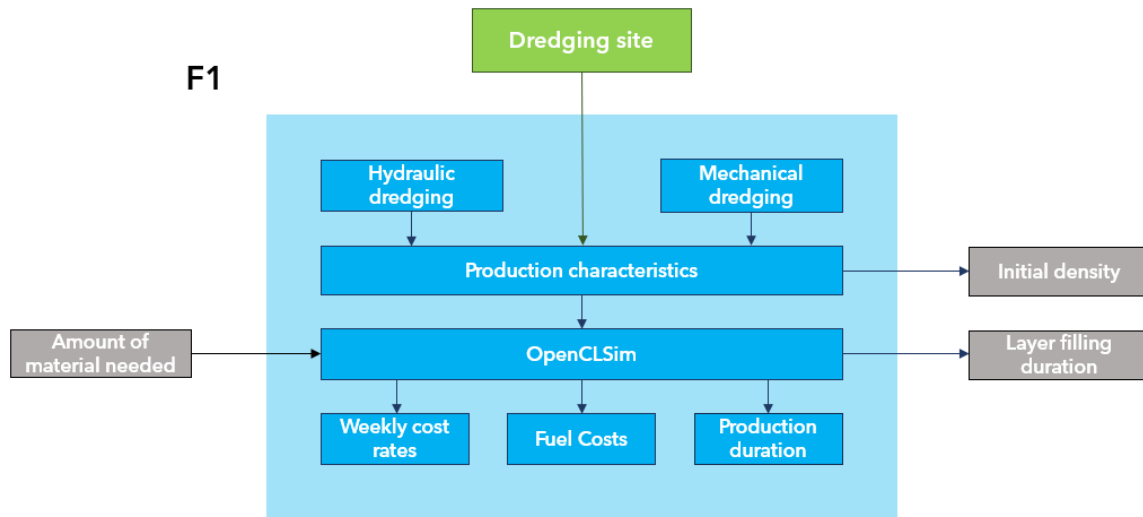 Dredging site
F1
Hydraulic
dredging
Mechanical
dredging
Production characteristics
Initial density
Amount of
material needed
OpenCLSim
Layer filling
duration
Weekly cost
rates
Fuel Costs
Production
duration